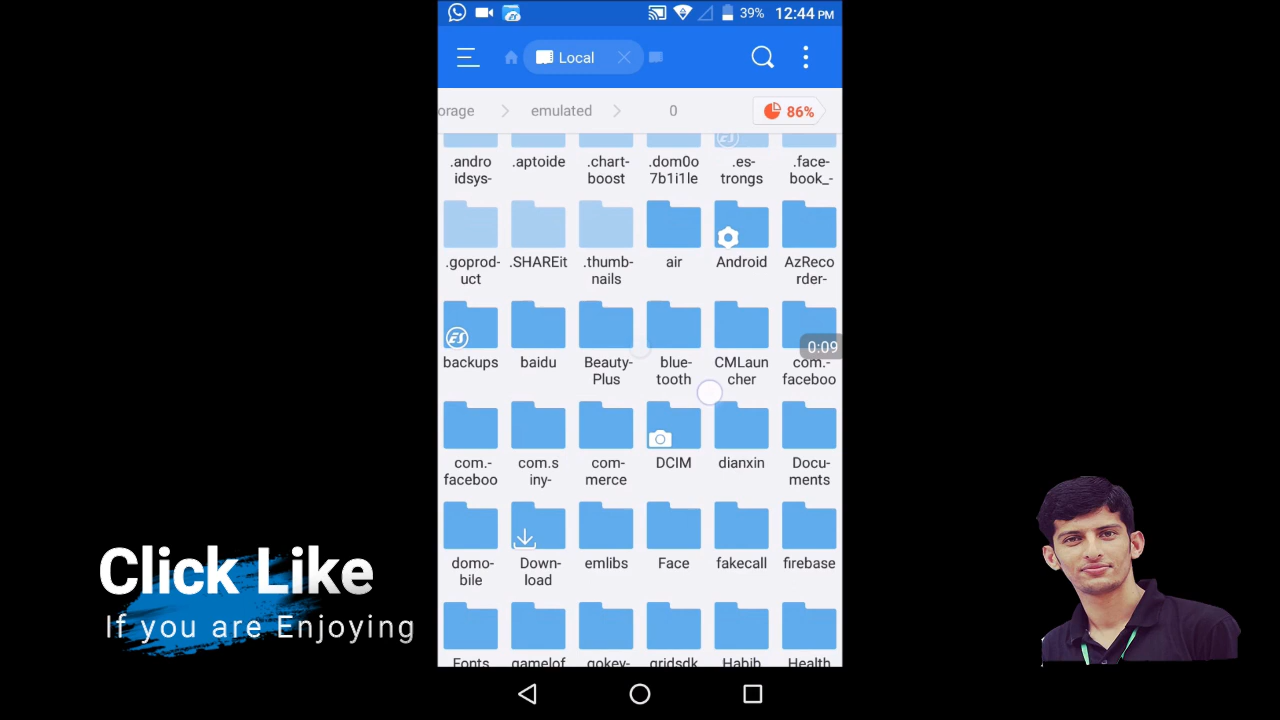 39% 12:44 PM
Local
orage emulated 0 86%
.andro
idsys-
.aptoide
.chart-
boost
.dom0o
7b1i1le
.es-
trongs
.face-
book_-
.goprod-
uct
.SHAREit
.thumb-
nails
air
Android
AzReco
rder-
backups
baidu
Beauty-
Plus
blue-
tooth
CMLaun
cher
com.-
faceboo
0:09
com.-
faceboo
com.s
iny-
com-
merce
DCIM
dianxin
Docu-
ments
domo-
bile
Down-
load
emlibs
Face
fakecall
firebase
Fonts
gamelof
gokey-
gridsdk
Habib
Health
Click Like
If you are Enjoying